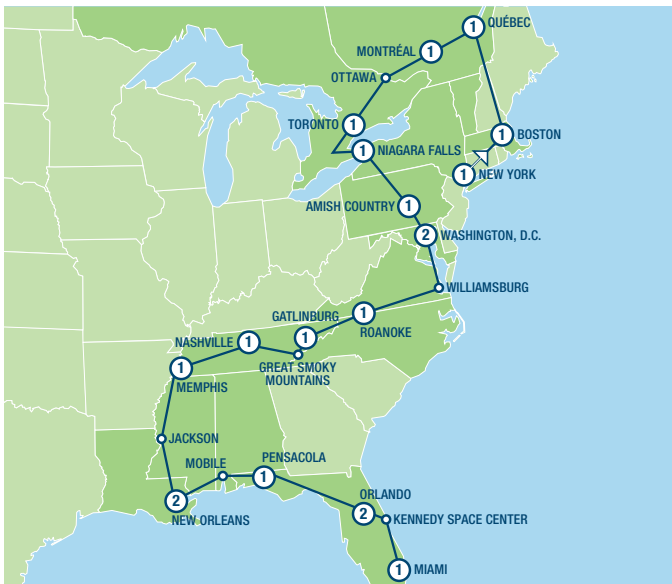 1 QUÉBEC
MONTRÉAL 1
OTTAWA
TORONTO 1
1 BOSTON
1 NIAGARA FALLS
1 NEW YORK
AMISH COUNTRY 1
2 WASHINGTON, D.C.
WILLIAMSBURG
GATLINBURG 1
1
ROANOKE
NASHVILLE 1
GREAT SMOKY
MOUNTAINS
1
MEMPHIS
JACKSON
MOBILE
PENSACOLA
1
2
NEW ORLEANS
ORLANDO
2
KENNEDY SPACE CENTER
1 MIAMI